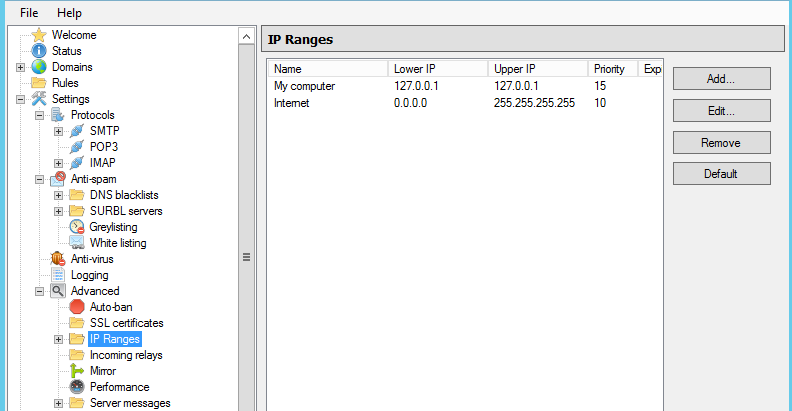 File Help
Welcome
Status
Domains
Rules
Settings
Protocols
SMTP
POP3
IMAP
Anti-spam
DNS blacklists
SURBL servers
Greylisting
White listing
Anti-virus
Logging
Advanced
Auto-ban
SSL certificates
IP Ranges
Incoming relays
Mirror
Performance
Server messages
IP Ranges
Name Lower IP Upper IP Priority Exp
My computer 127.0.0.1 127.0.0.1 15
Internet 0.0.0.0 255.255.255.255 10
Add...
Edit...
Remove
Default